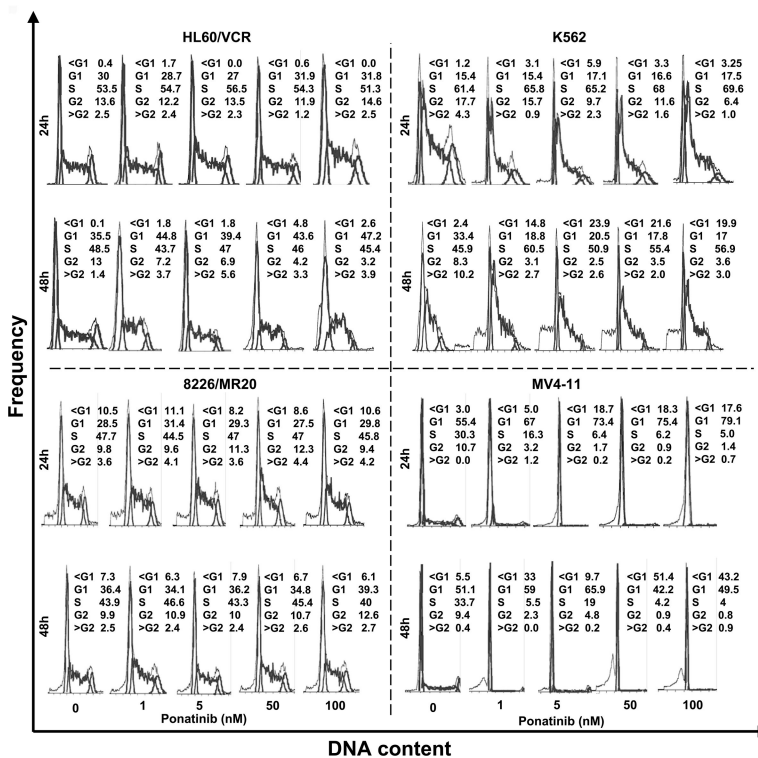 HL60/VCR
K562
24h
<G1 0.4
G1 30
S 53.5
G2 13.6
>G2 2.5
<G1 1.7
G1 28.7
S 54.7
G2 12.2
>G2 2.4
<G1 0.0
G1 27
S 56.5
G2 13.5
>G2 2.3
<G1 0.6
G1 31.9
S 54.3
G2 11.9
>G2 1.2
<G1 0.0
G1 31.8
S 51.3
G2 14.6
>G2 2.5
24h
<G1 1.2
G1 15.4
S 61.4
G2 17.7
>G2 4.3
<G1 3.1
G1 15.4
S 65.8
G2 15.7
>G2 0.9
<G1 5.9
G1 17.1
S 65.2
G2 9.7
>G2 2.3
<G1 3.3
G1 16.6
S 68
G2 11.6
>G2 1.6
<G1 3.25
G1 17.5
S 69.6
G2 6.4
>G2 1.0
48h
<G1 0.1
G1 35.5
S 48.5
G2 13
>G2 1.4
<G1 1.8
G1 44.8
S 43.7
G2 7.2
>G2 3.7
<G1 1.8
G1 39.4
S 47
G2 6.9
>G2 5.6
<G1 4.8
G1 43.6
S 46
G2 4.2
>G2 3.3
<G1 2.6
G1 47.2
S 45.4
G2 3.2
>G2 3.9
48h
<G1 2.4
G1 33.4
S 45.9
G2 8.3
>G2 10.2
<G1 14.8
G1 18.8
S 60.5
G2 3.1
>G2 2.7
<G1 23.9
G1 20.5
S 50.9
G2 2.5
>G2 2.6
<G1 21.6
G1 17.8
S 55.4
G2 3.5
>G2 2.0
<G1 19.9
G1 17
S 56.9
G2 3.6
>G2 3.0
Frequency
8226/MR20
MV4-11
24h
<G1 10.5
G1 28.5
S 47.7
G2 9.8
>G2 3.6
<G1 11.1
G1 31.4
S 44.5
G2 9.6
>G2 4.1
<G1 8.2
G1 29.3
S 47
G2 11.3
>G2 3.6
<G1 8.6
G1 27.5
S 47
G2 12.3
>G2 4.4
<G1 10.6
G1 29.8
S 45.8
G2 9.4
>G2 4.2
24h
<G1 3.0
G1 55.4
S 30.3
G2 10.7
>G2 0.0
<G1 5.0
G1 67
S 16.3
G2 3.2
>G2 1.2
<G1 18.7
G1 73.4
S 6.4
G2 1.7
>G2 0.2
<G1 18.3
G1 75.4
S 6.2
G2 0.9
>G2 0.2
<G1 17.6
G1 79.1
S 5.0
G2 1.4
>G2 0.7
48h
<G1 7.3
G1 36.4
S 43.9
G2 9.9
>G2 2.5
<G1 6.3
G1 34.1
S 46.6
G2 10.9
>G2 2.4
<G1 7.9
G1 36.2
S 43.3
G2 10
>G2 2.4
<G1 6.7
G1 34.8
S 45.4
G2 10.7
>G2 2.6
<G1 6.1
G1 39.3
S 40
G2 12.6
>G2 2.7
48h
<G1 5.5
G1 51.1
S 33.7
G2 9.4
>G2 0.4
<G1 33
G1 59
S 5.5
G2 2.3
>G2 0.0
<G1 9.7
G1 65.9
S 19
G2 4.8
>G2 0.2
<G1 51.4
G1 42.2
S 4.2
G2 0.9
>G2 0.4
<G1 43.2
G1 49.5
S 4
G2 0.8
>G2 0.9
0 1 5 50 100
Ponatinib (nM)
0 1 5 50 100
Ponatinib (nM)
DNA content